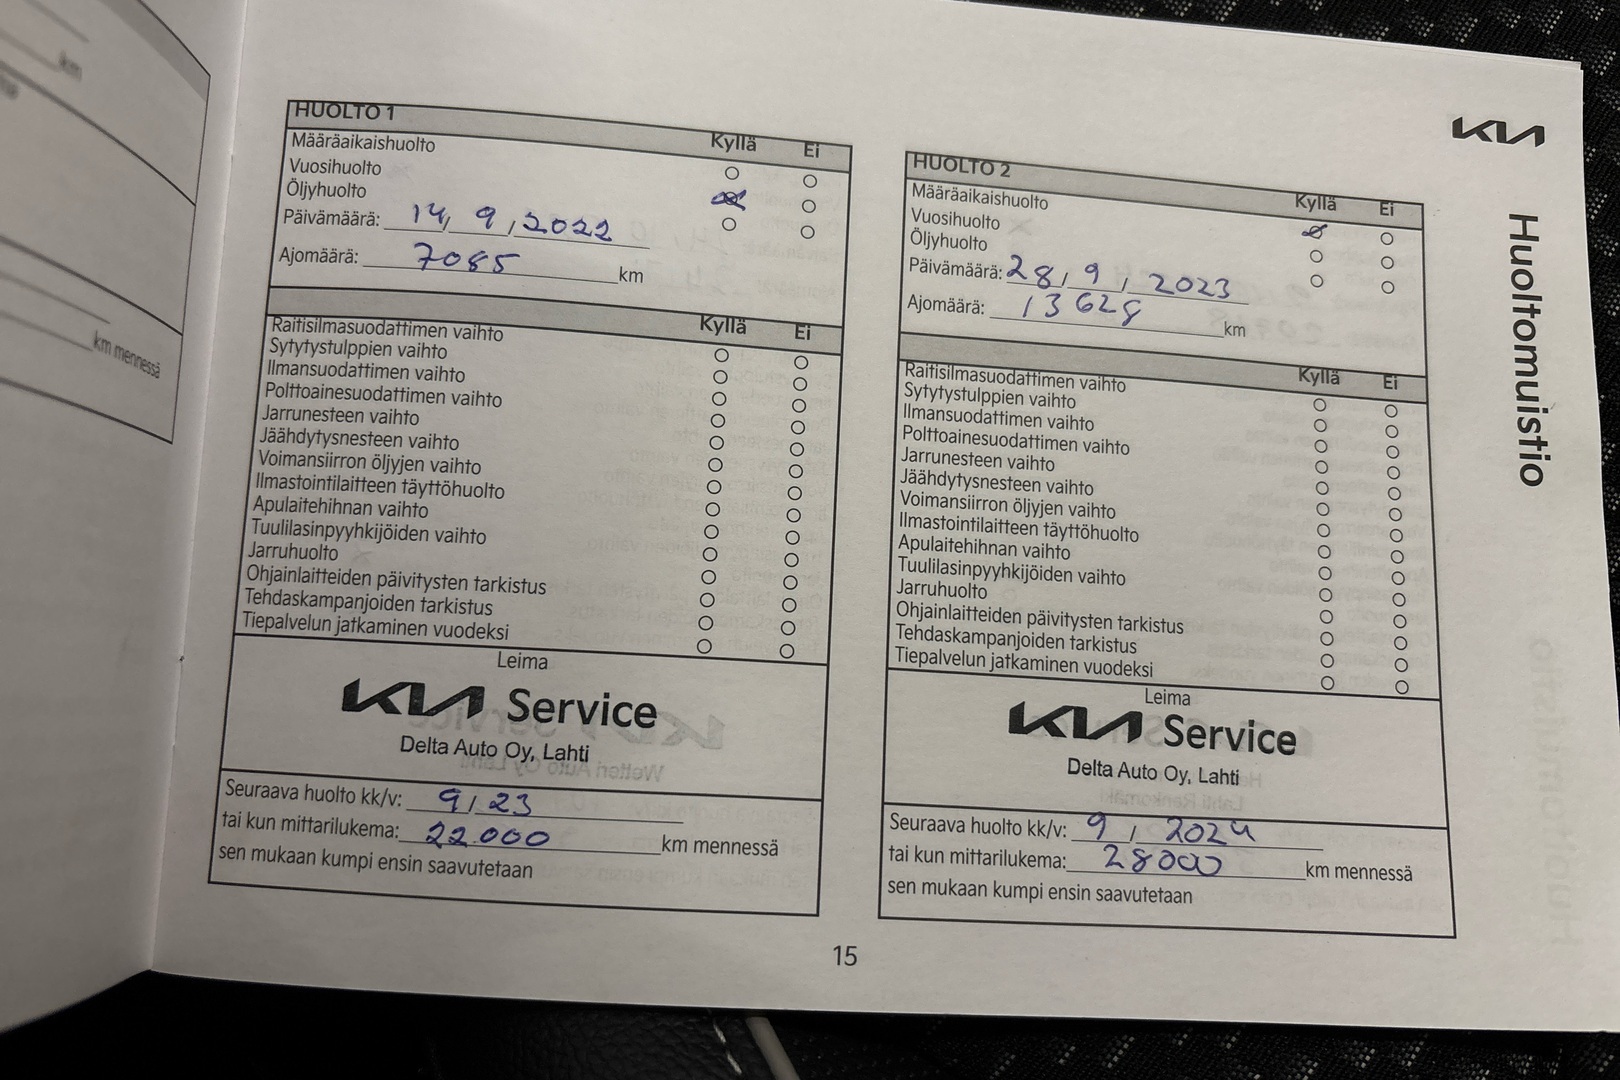 km
km mennessä
HUOLTO 1
Kyllä Ei
Määräaikaishuolto
Vuosihuolto
Öljyhuolto
Päivämäärä: 14, 9, 2022
Ajomäärä: 7085 km
Kyllä Ei
Raitisilmasuodattimen vaihto
Sytytystulppien vaihto
Ilmansuodattimen vaihto
Polttoainesuodattimen vaihto
Jarrunesteen vaihto
Jäähdytysnesteen vaihto
Voimansiirron öljyjen vaihto
Ilmastointilaitteen täyttöhuolto
Apulaitehihnan vaihto
Tuulilasinpyyhkijöiden vaihto
Jarruhuolto
Ohjainlaitteiden päivitysten tarkistus
Tehdaskampanjoiden tarkistus
Tiepalvelun jatkaminen vuodeksi
Leima
KIA Service
Delta Auto Oy, Lahti
Seuraava huolto kk/v: 9, 23
tai kun mittarilukema: 22.000 km mennessä
sen mukaan kumpi ensin saavutetaan
HUOLTO 2
Kyllä Ei
Määräaikaishuolto
Vuosihuolto
Öljyhuolto
Päivämäärä: 28, 9, 2023
Ajomäärä: 13628 km
Kyllä Ei
Raitisilmasuodattimen vaihto
Sytytystulppien vaihto
Ilmansuodattimen vaihto
Polttoainesuodattimen vaihto
Jarrunesteen vaihto
Jäähdytysnesteen vaihto
Voimansiirron öljyjen vaihto
Ilmastointilaitteen täyttöhuolto
Apulaitehihnan vaihto
Tuulilasinpyyhkijöiden vaihto
Jarruhuolto
Ohjainlaitteiden päivitysten tarkistus
Tehdaskampanjoiden tarkistus
Tiepalvelun jatkaminen vuodeksi
Leima
KIA Service
Delta Auto Oy, Lahti
Seuraava huolto kk/v: 9, 2024
tai kun mittarilukema: 28000 km mennessä
sen mukaan kumpi ensin saavutetaan
KIA
Huoltomuistio
15